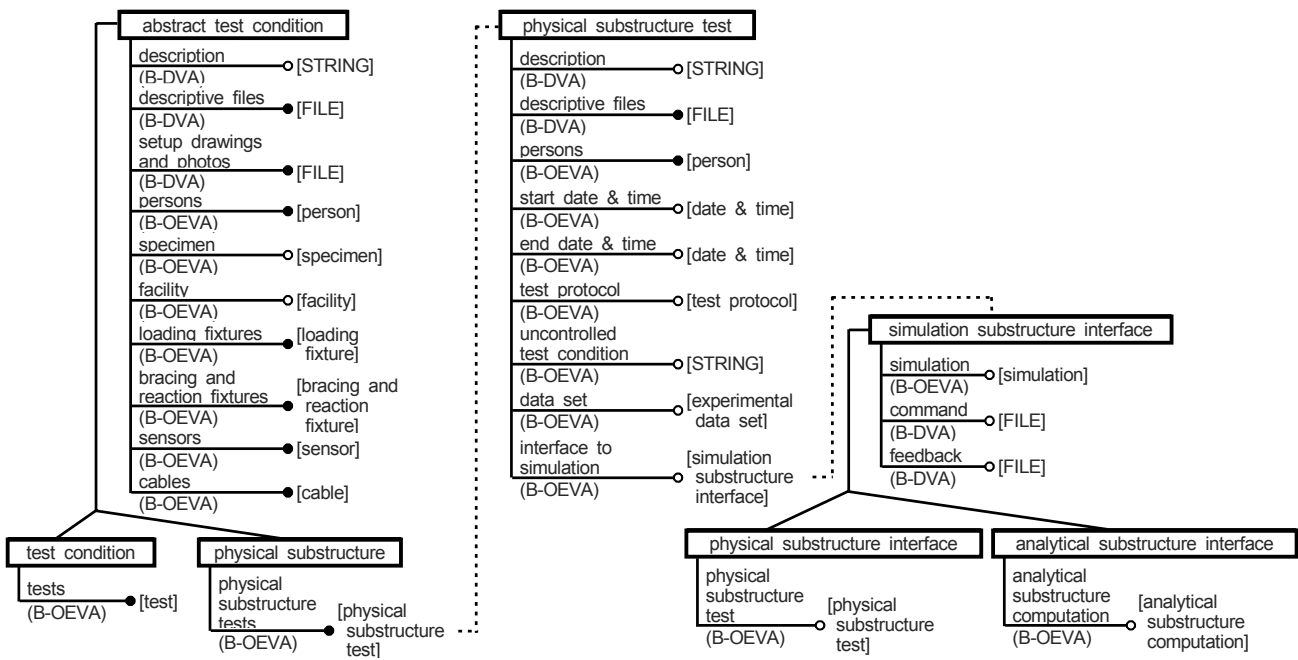 abstract test condition
description
(B-DVA)
[STRING]
descriptive files
(B-DVA)
[FILE]
setup drawings
and photos
(B-DVA)
[FILE]
persons
(B-OEVA)
[person]
specimen
(B-OEVA)
[specimen]
facility
(B-OEVA)
[facility]
loading fixtures
(B-OEVA)
[loading
fixture]
bracing and
reaction fixtures
(B-OEVA)
[bracing and
reaction
fixture]
sensors
(B-OEVA)
[sensor]
cables
(B-OEVA)
[cable]
test condition
tests
(B-OEVA)
[test]
physical substructure
physical
substructure
tests
(B-OEVA)
[physical
substructure
test]
physical substructure test
description
(B-DVA)
[STRING]
descriptive files
(B-DVA)
[FILE]
persons
(B-OEVA)
[person]
start date & time
(B-OEVA)
[date & time]
end date & time
(B-OEVA)
[date & time]
test protocol
(B-OEVA)
[test protocol]
uncontrolled
test condition
(B-OEVA)
[STRING]
data set
(B-OEVA)
[experimental
data set]
interface to
simulation
(B-OEVA)
[simulation
substructure
interface]
simulation substructure interface
simulation
(B-OEVA)
[simulation]
command
(B-DVA)
[FILE]
feedback
(B-DVA)
[FILE]
physical substructure interface
physical
substructure
test
(B-OEVA)
[physical
substructure
test]
analytical substructure interface
analytical
substructure
computation
(B-OEVA)
[analytical
substructure
computation]